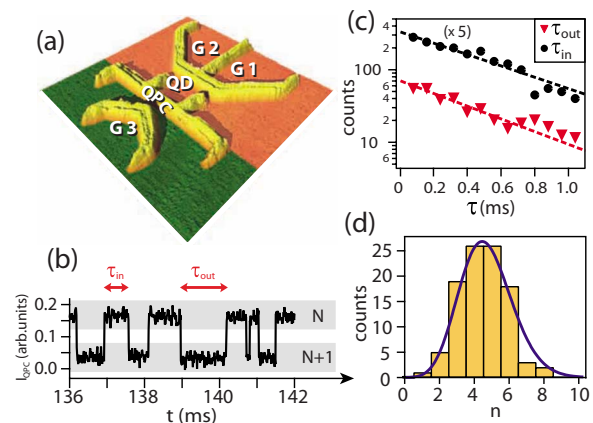 (a)
G 2
G 1
QD
QPC
G 3
(b)
τin
τout
I QPC (arb.units)
0.2
0.1
0.0
N
N+1
136
138
140
142
t (ms)
(c)
(x 5)
τout
τin
counts
4
2
100
6
4
2
10
6
0.0
0.2
0.4
0.6
0.8
1.0
τ (ms)
(d)
counts
25
20
15
10
5
0
0
2
4
6
8
10
n